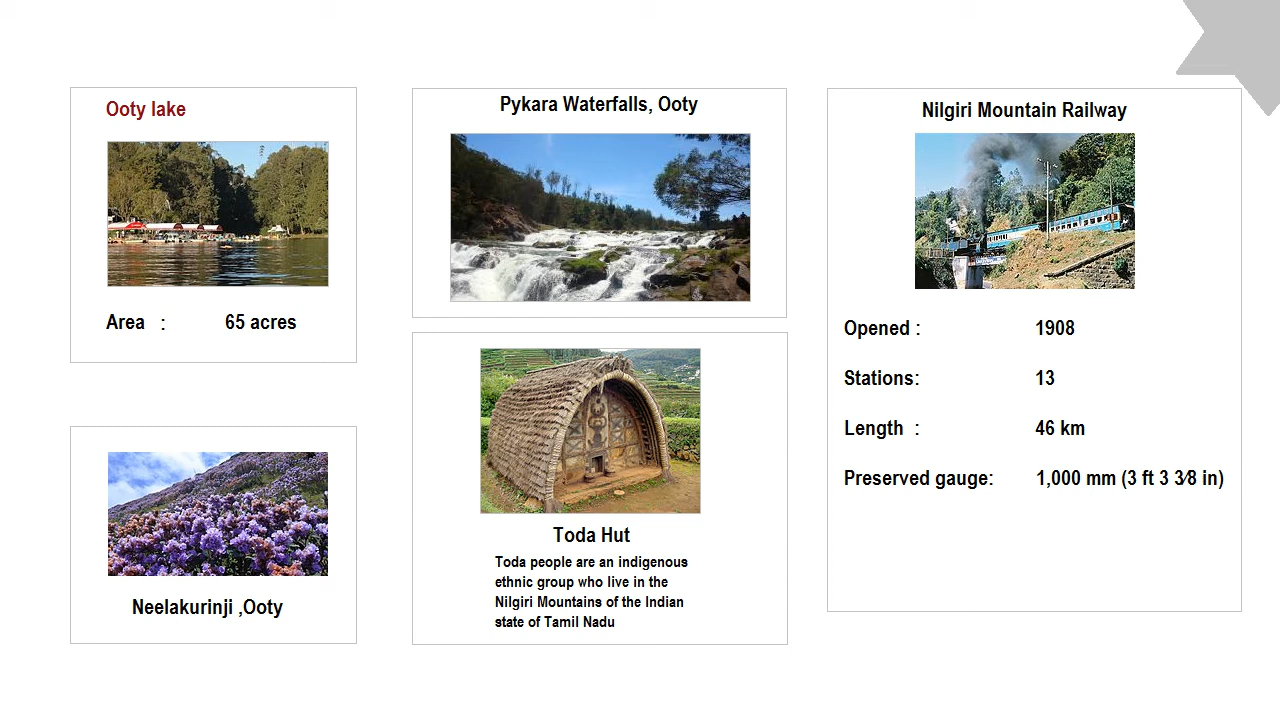 Ooty lake
Area : 65 acres
Neelakurinji ,Ooty
Pykara Waterfalls, Ooty
Toda Hut
Toda people are an indigenous
ethnic group who live in the
Nilgiri Mountains of the Indian
state of Tamil Nadu
Nilgiri Mountain Railway
Opened : 1908
Stations: 13
Length : 46 km
Preserved gauge: 1,000 mm (3 ft 3 3⁄8 in)